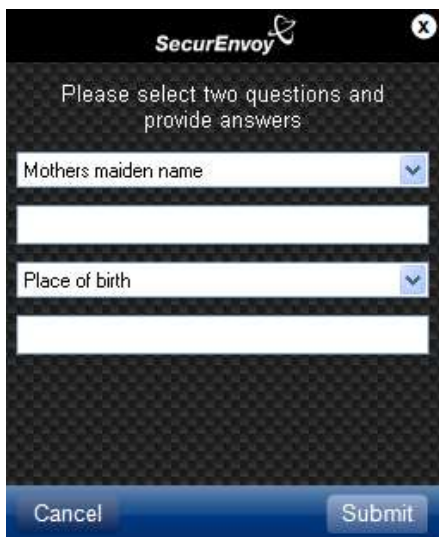 SecurEnvoy
X
Please select two questions and
provide answers
Mothers maiden name
Place of birth
Cancel
Submit